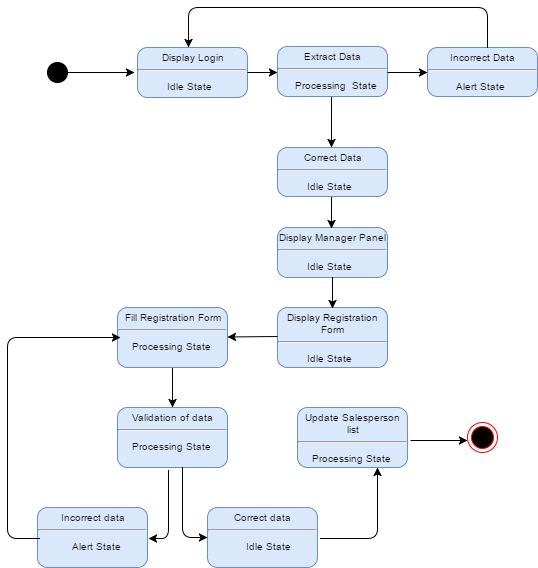 Display Login
Idle State
Extract Data
Processing  State
Incorrect Data
Alert State
Correct Data
Idle State
Display Manager Panel
Idle State
Display Registration
Form
Idle State
Fill Registration Form
Processing State
Validation of data
Processing State
Update Salesperson
list
Processing State
Incorrect data
Alert State
Correct data
Idle State